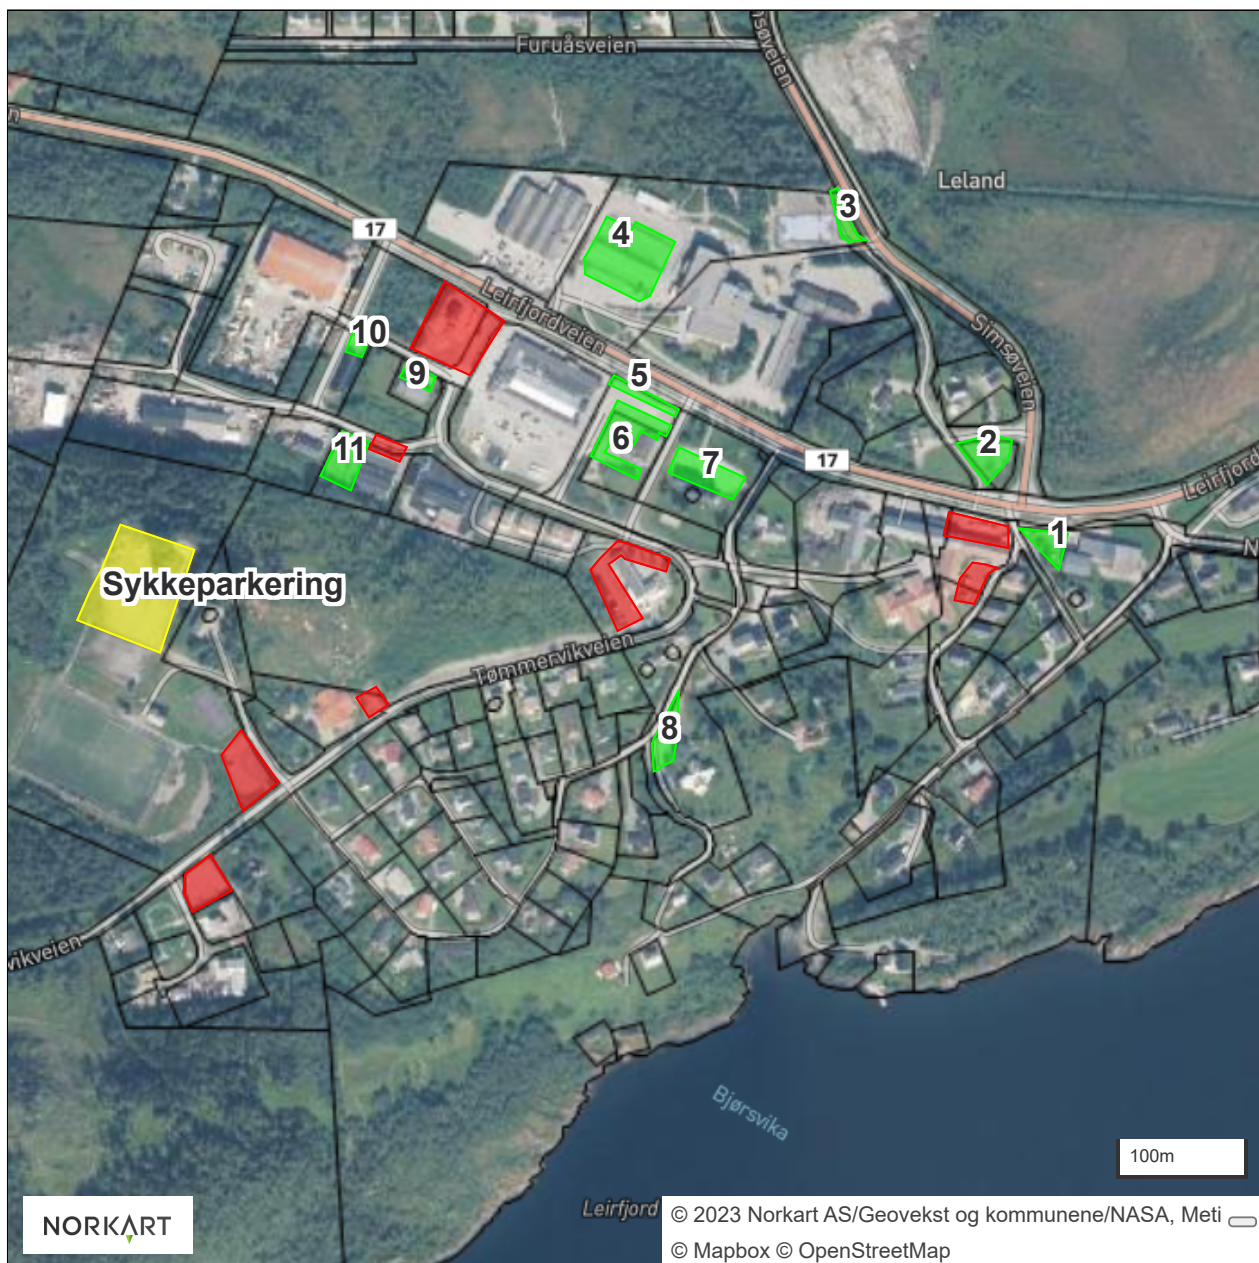 Furuåsveien
nsøveien
n
Leland
3
4
17
Leirfjordveien
10
Simsøveien
9
5
6
7
2
11
17
Leirfjord
1
N
Sykkeparkering
Tømmervikveien
8
vikveien
Bjørsvika
100m
Leirfjord
NORKART
© 2023 Norkart AS/Geovekst og kommunene/NASA, Meti
© Mapbox © OpenStreetMap